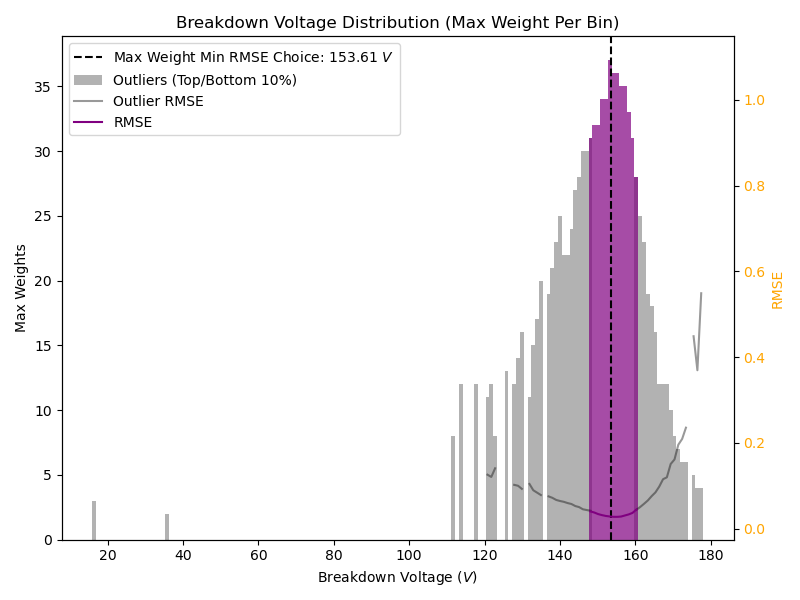 Breakdown Voltage Distribution (Max Weight Per Bin)
Max Weight Min RMSE Choice: 153.61 V
Outliers (Top/Bottom 10%)
Outlier RMSE
RMSE
Max Weights
35
30
25
20
15
10
5
0
1.0
0.8
0.6
0.4
0.2
0.0
RMSE
20 40 60 80 100 120 140 160 180
Breakdown Voltage (V)